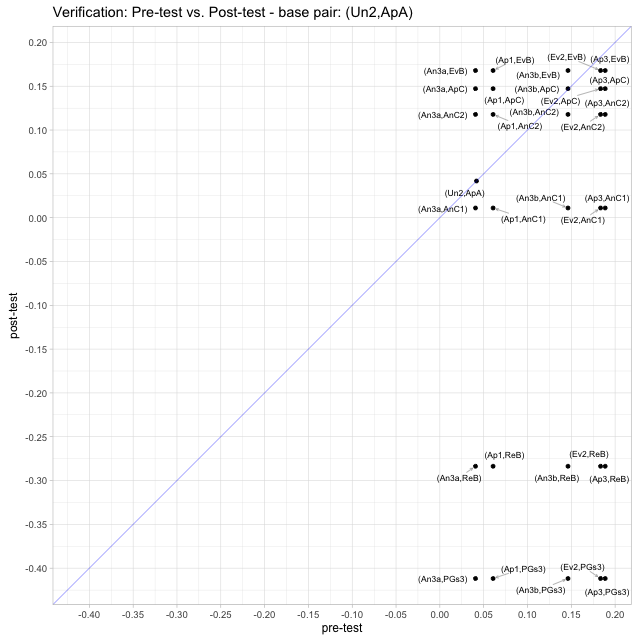 Verification: Pre-test vs. Post-test - base pair: (Un2,ApA)
0.20
(Ap1,EvB)
(Ev2,EvB)
(Ap3,EvB)
(An3a,EvB)
(An3b,EvB)
(Ap3,ApC)
0.15
(An3a,ApC)
(An3b,ApC)
(Ap1,ApC)
(Ev2,ApC)
(Ap3,AnC2)
(An3a,AnC2)
(An3b,AnC2)
0.10
(Ap1,AnC2)
(Ev2,AnC2)
0.05
(Un2,ApA)
(An3b,AnC1)
(Ap3,AnC1)
(An3a,AnC1)
0.00
(Ap1,AnC1)
(Ev2,AnC1)
-0.05
-0.10
post-test
-0.15
-0.20
-0.25
(Ap1,ReB)
(Ev2,ReB)
-0.30
(An3a,ReB)
(An3b,ReB)
(Ap3,ReB)
-0.35
-0.40
(Ap1,PGs3)
(Ev2,PGs3)
(An3a,PGs3)
(An3b,PGs3)
(Ap3,PGs3)
-0.40 -0.35 -0.30 -0.25 -0.20 -0.15 -0.10 -0.05 0.00 0.05 0.10 0.15 0.20
pre-test